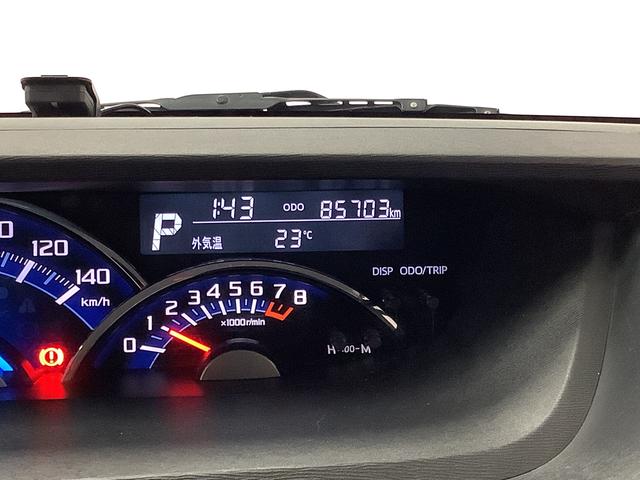 1:43 ODO 85703km
P
外気温 23℃
DISP ODO/TRIP
120
140
km/h
0 1 2 3 4 5 6 7 8
x1000r/min